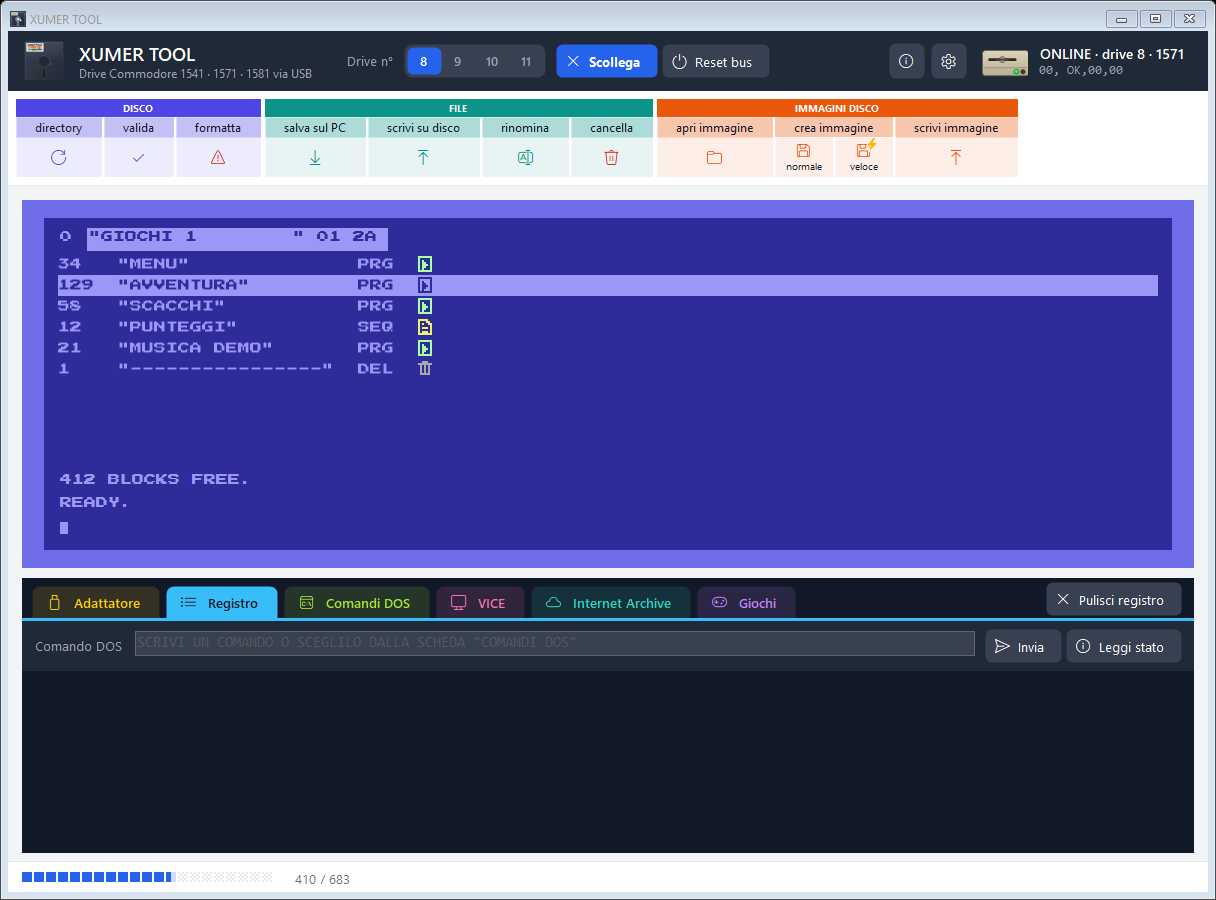 XUMER TOOL
XUMER TOOL
Drive Commodore 1541 · 1571 · 1581 via USB
Drive n° 8 9 10 11 Scollega Reset bus
ONLINE · drive 8 · 1571
00, OK,00,00
DISCO FILE IMMAGINI DISCO
directory valida formatta salva sul PC scrivi su disco rinomina cancella apri immagine crea immagine scrivi immagine
normale veloce
0 "GIOCHI 1 " 01 2A
34 "MENU" PRG
129 "AVVENTURA" PRG
58 "SCACCHI" PRG
12 "PUNTEGGI" SEQ
21 "MUSICA DEMO" PRG
1 "----------------" DEL
412 BLOCKS FREE.
READY.
Adattatore Registro Comandi DOS VICE Internet Archive Giochi Pulisci registro
Comando DOS SCRIVI UN COMANDO O SCEGLILO DALLA SCHEDA "COMANDI DOS" Invia Leggi stato
410 / 683